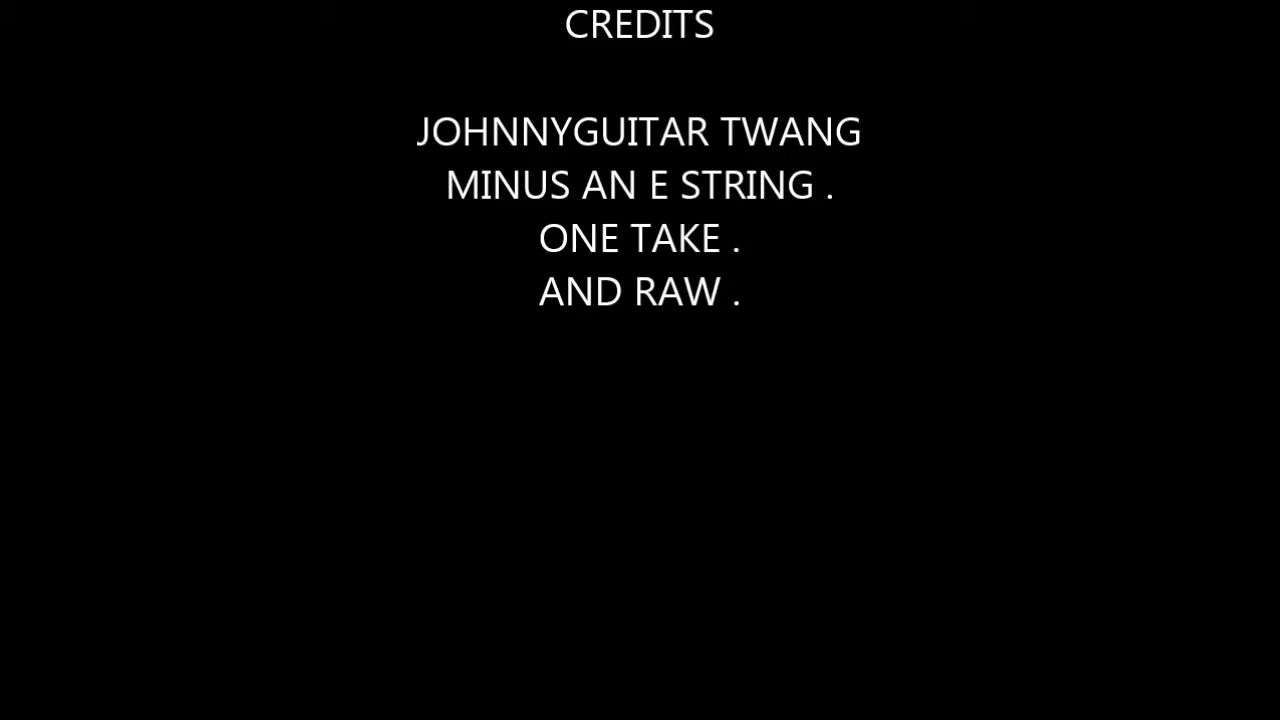 CREDITS
JOHNNYGUITAR TWANG
MINUS AN E STRING .
ONE TAKE .
AND RAW .